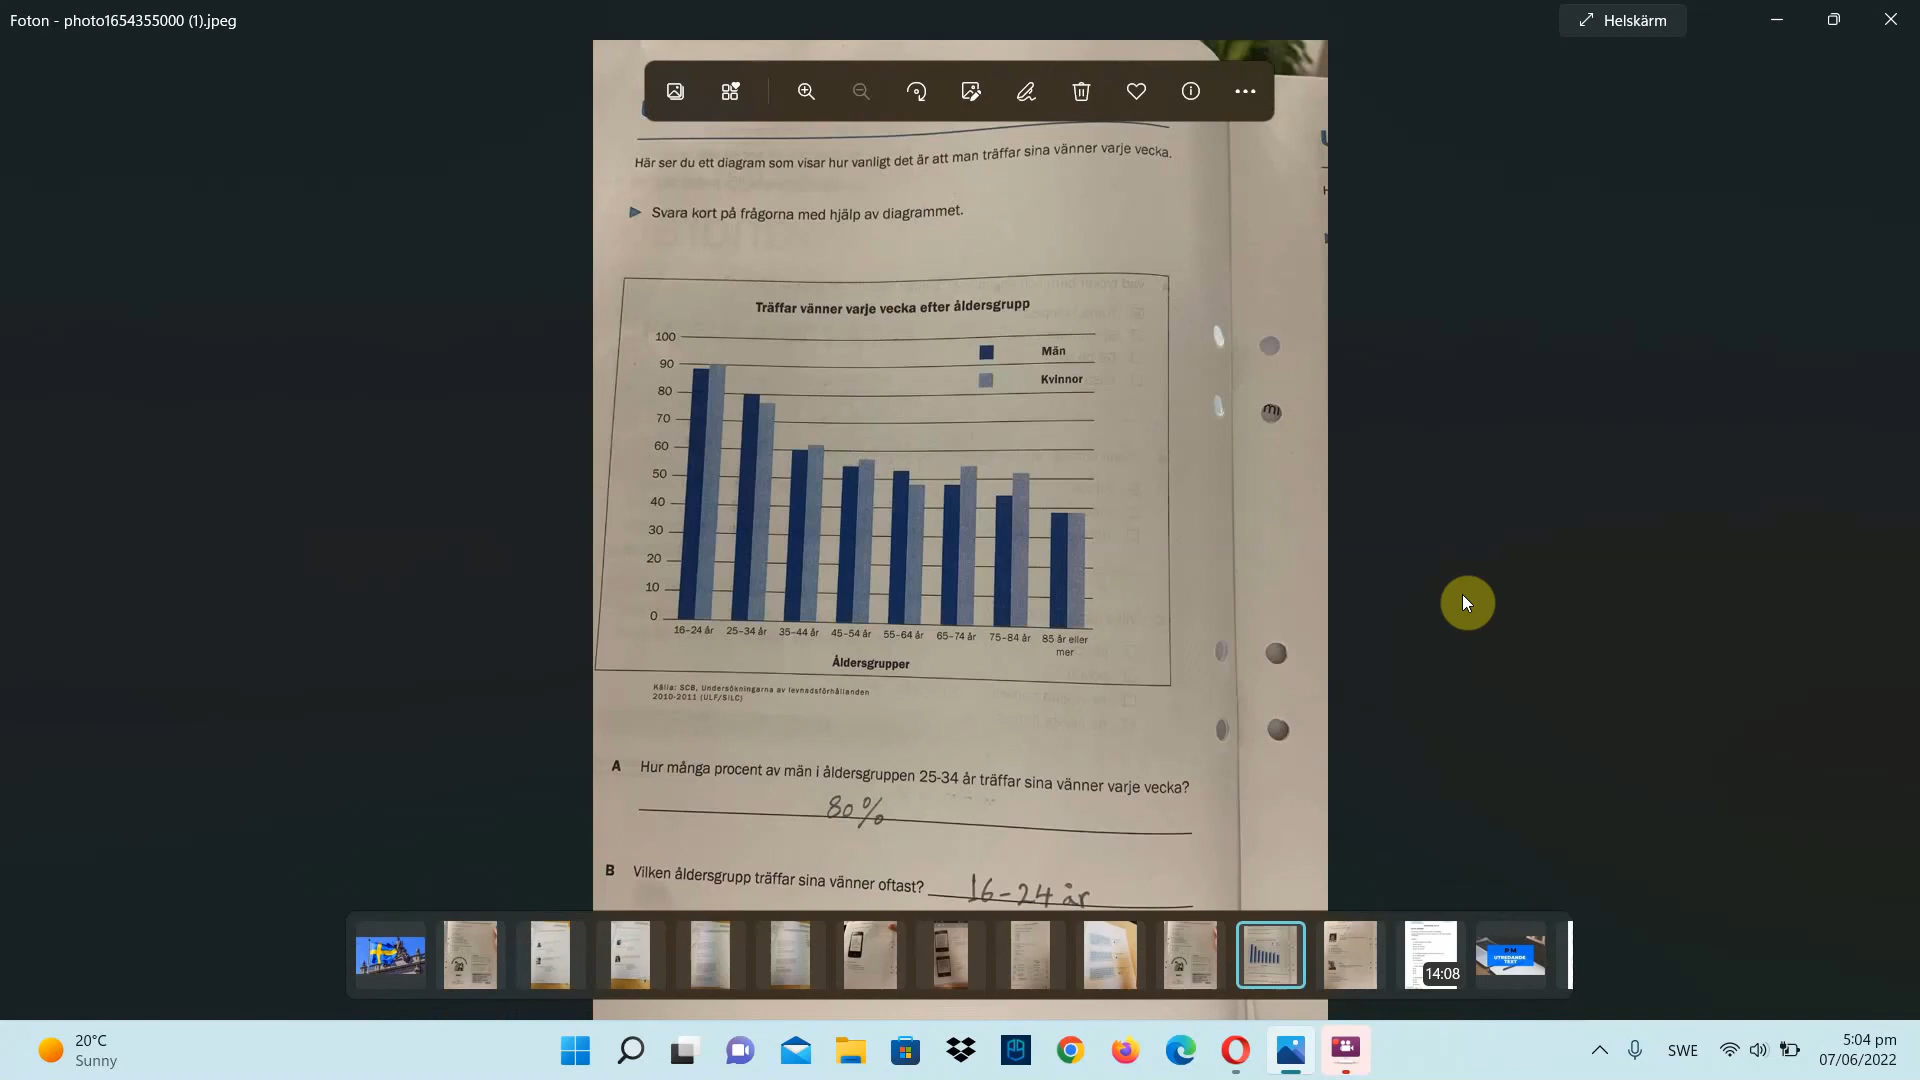 Foton - photo1654355000 (1).jpeg
Helskärm
Här ser du ett diagram som visar hur vanligt det är att man träffar sina vänner varje vecka.
Svara kort på frågorna med hjälp av diagrammet.
Träffar vänner varje vecka efter åldersgrupp
100
90
80
70
60
50
40
30
20
10
0
Män
Kvinnor
16–24 år 25–34 år 35–44 år 45–54 år 55–64 år 65–74 år 75–84 år 85 år eller
mer
Åldersgrupper
Källa: SCB, Undersökningarna av levnadsförhållanden
2010-2011 (ULF/SILC)
A Hur många procent av män i åldersgruppen 25-34 år träffar sina vänner varje vecka?
80%
B Vilken åldersgrupp träffar sina vänner oftast? 16-24 år
14:08
PM
UTREDANDE
TEXT
20°C
Sunny
SWE
5:04 pm
07/06/2022